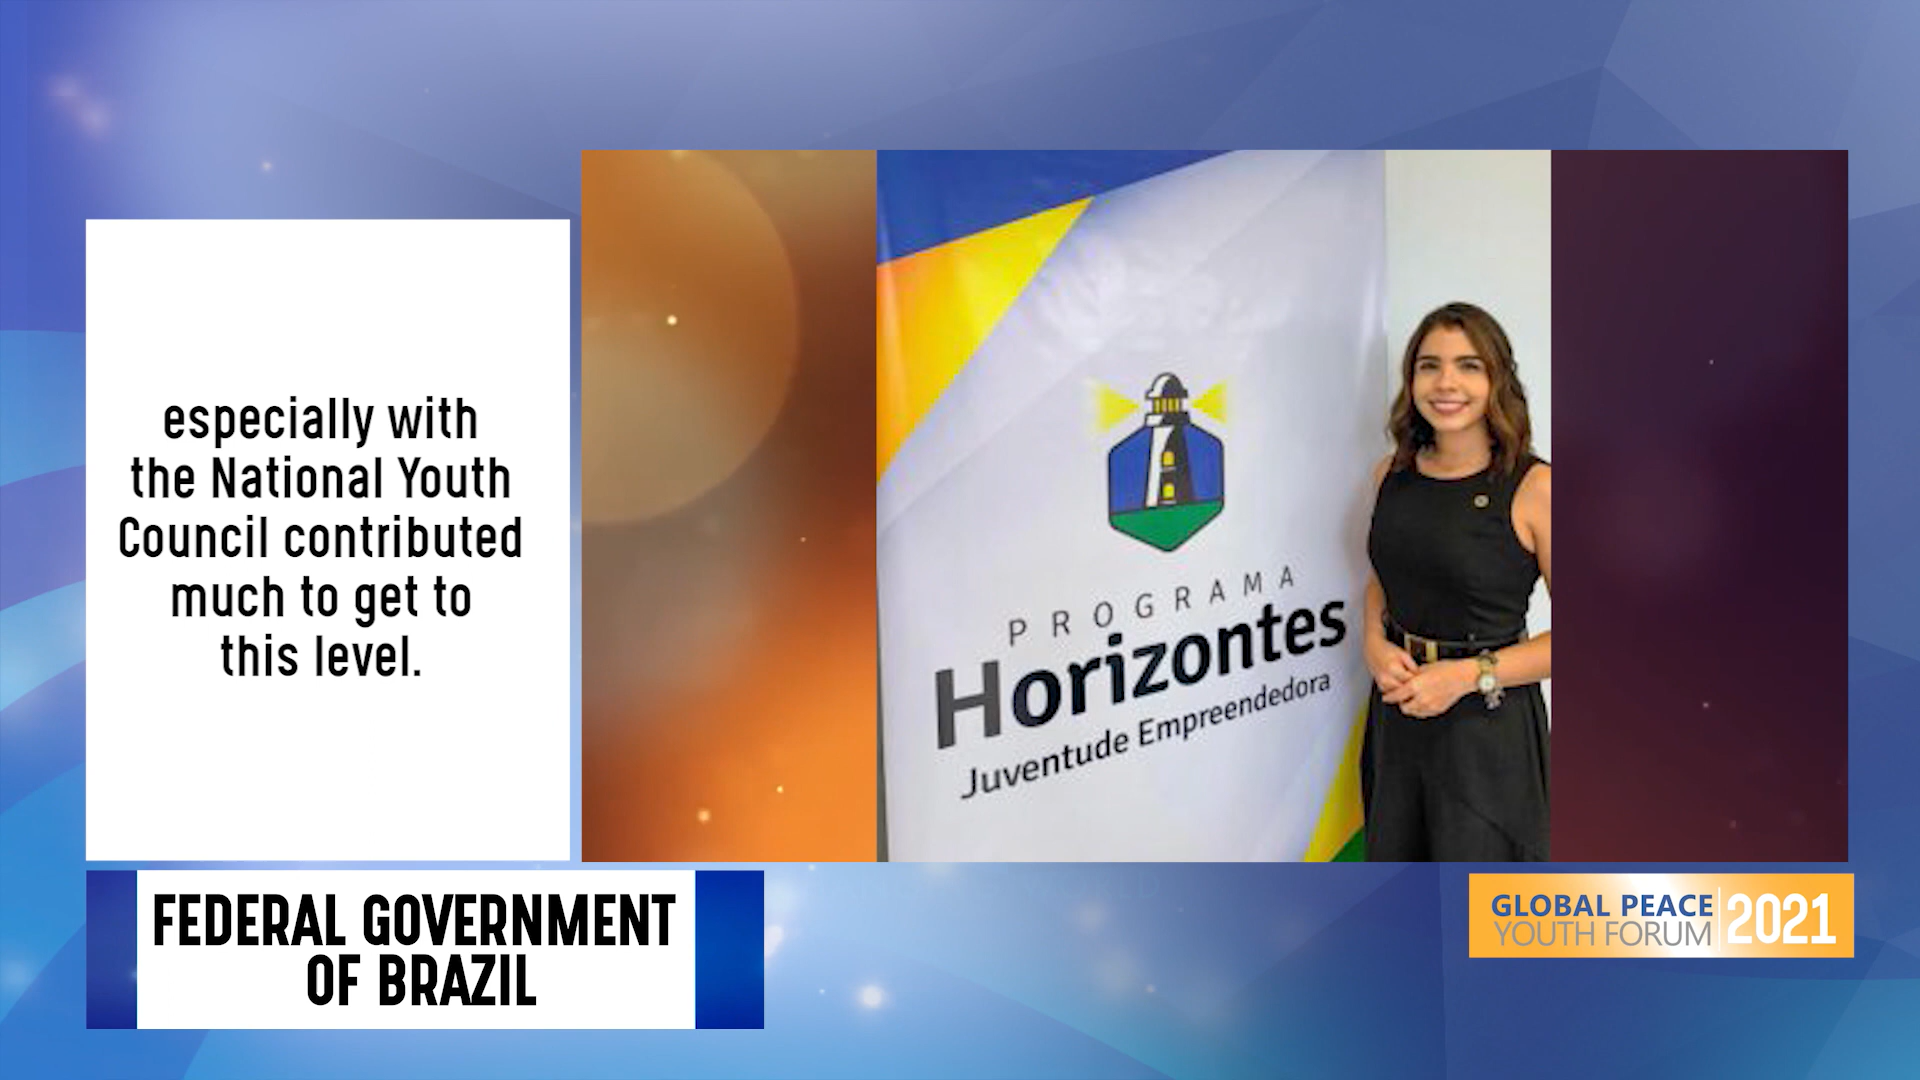 especially with
the National Youth
Council contributed
much to get to
this level.
PROGRAMA
Horizontes
Juventude Empreendedora
FEDERAL GOVERNMENT
OF BRAZIL
GLOBAL PEACE
YOUTH FORUM
2021